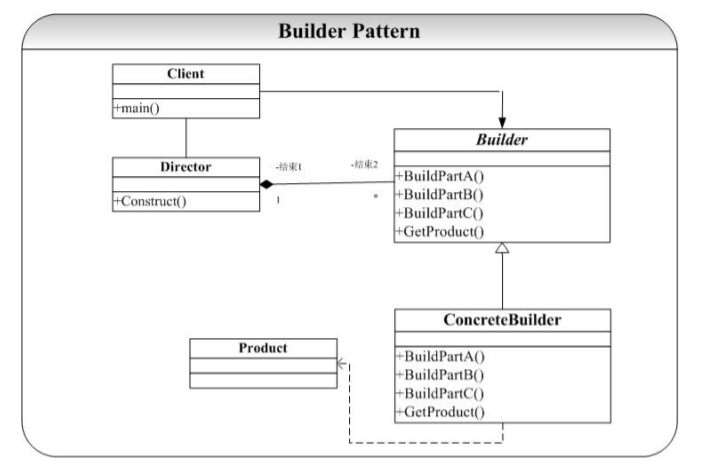 Builder Pattern
Client
+main()
Director
+Construct()
-结束1
-结束2
1
*
Builder
+BuildPartA()
+BuildPartB()
+BuildPartC()
+GetProduct()
ConcreteBuilder
+BuildPartA()
+BuildPartB()
+BuildPartC()
+GetProduct()
Product